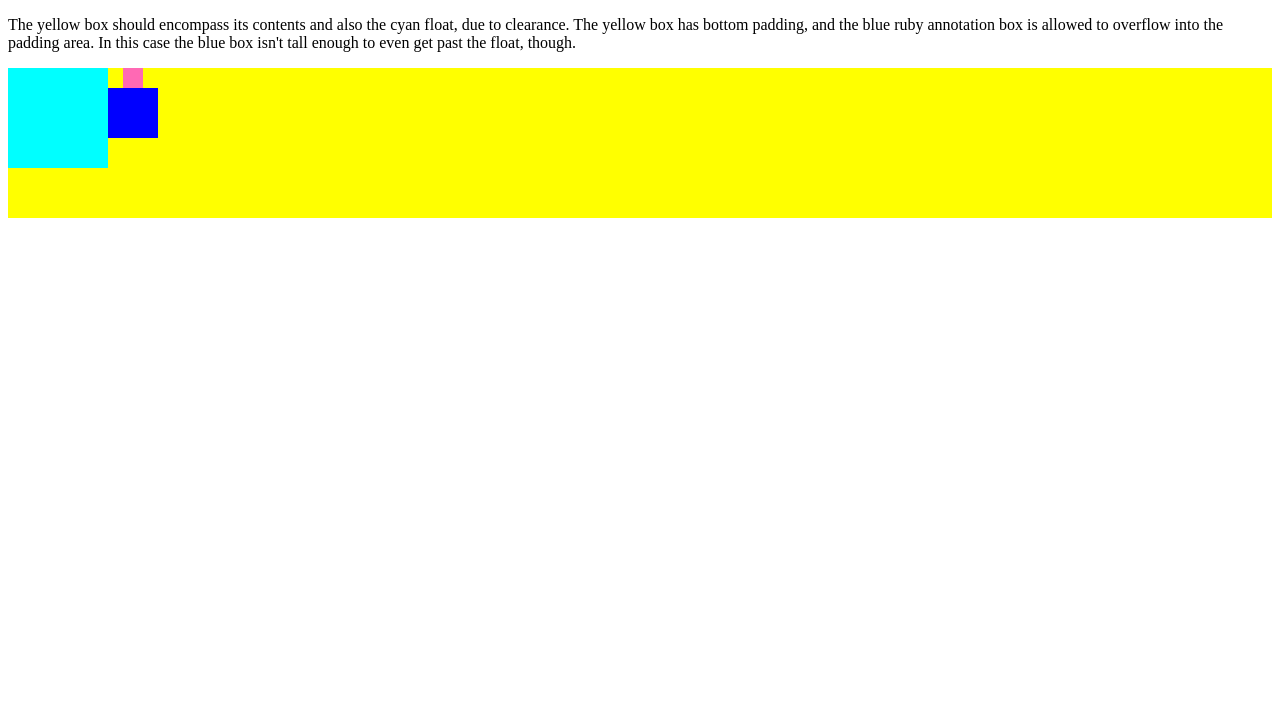 The yellow box should encompass its contents and also the cyan float, due to clearance. The yellow box has bottom padding, and the blue ruby annotation box is allowed to overflow into the
padding area. In this case the blue box isn't tall enough to even get past the float, though.